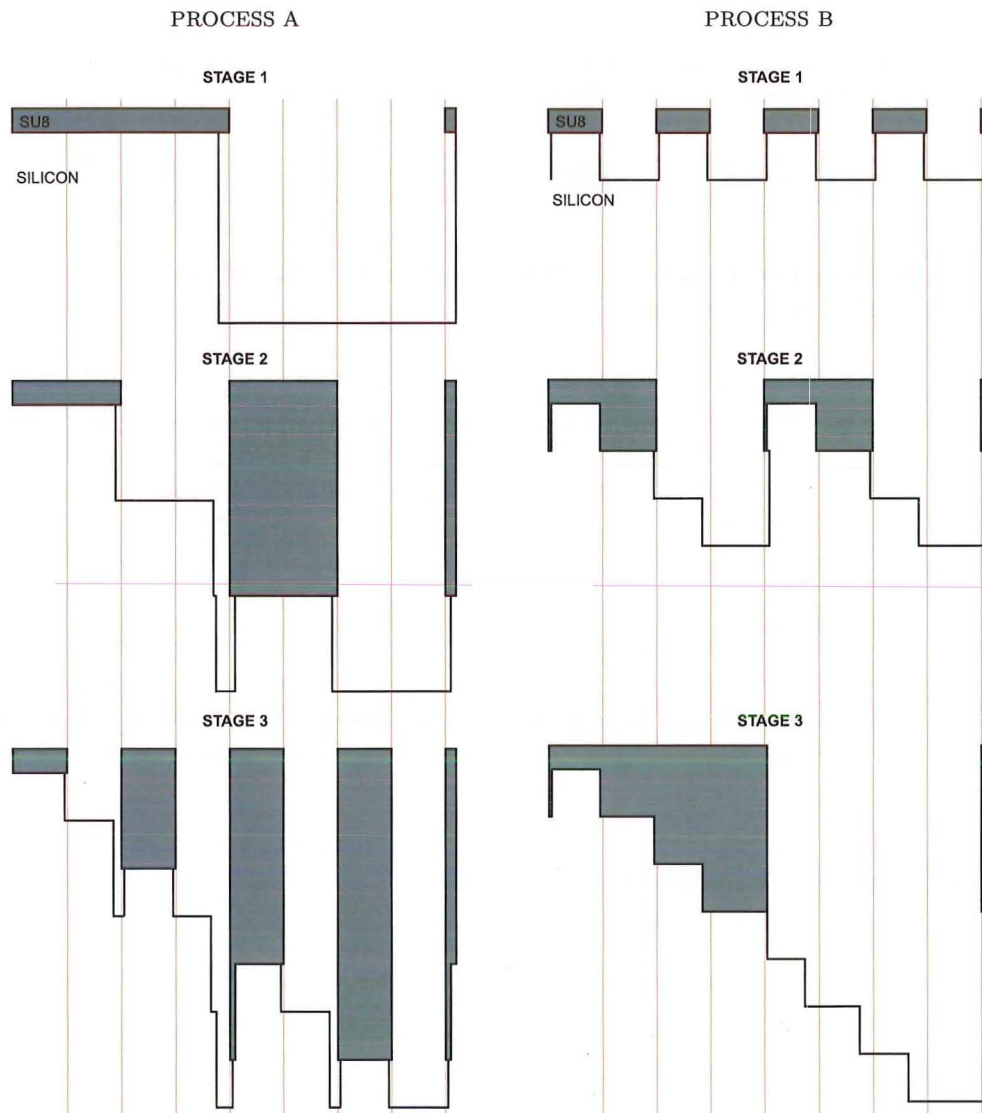 PROCESS A
PROCESS B
STAGE 1
SU8
SILICON
STAGE 2
STAGE 3
STAGE 1
SU8
SILICON
STAGE 2
STAGE 3